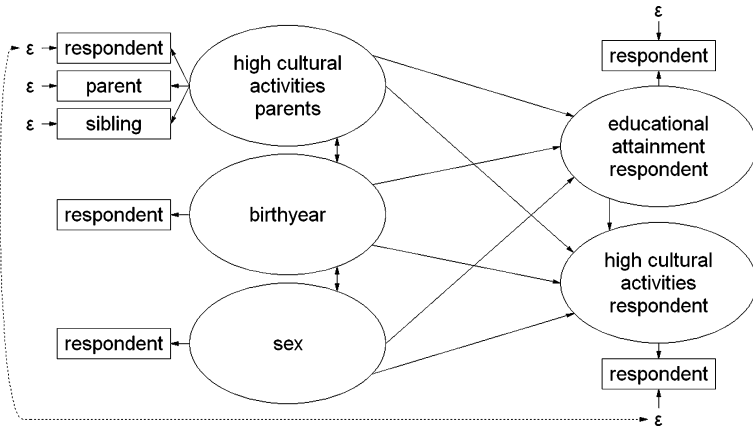 ε
respondent
ε
parent
ε
sibling
high cultural
activities
parents
respondent
birthyear
respondent
sex
ε
respondent
educational
attainment
respondent
high cultural
activities
respondent
respondent
ε